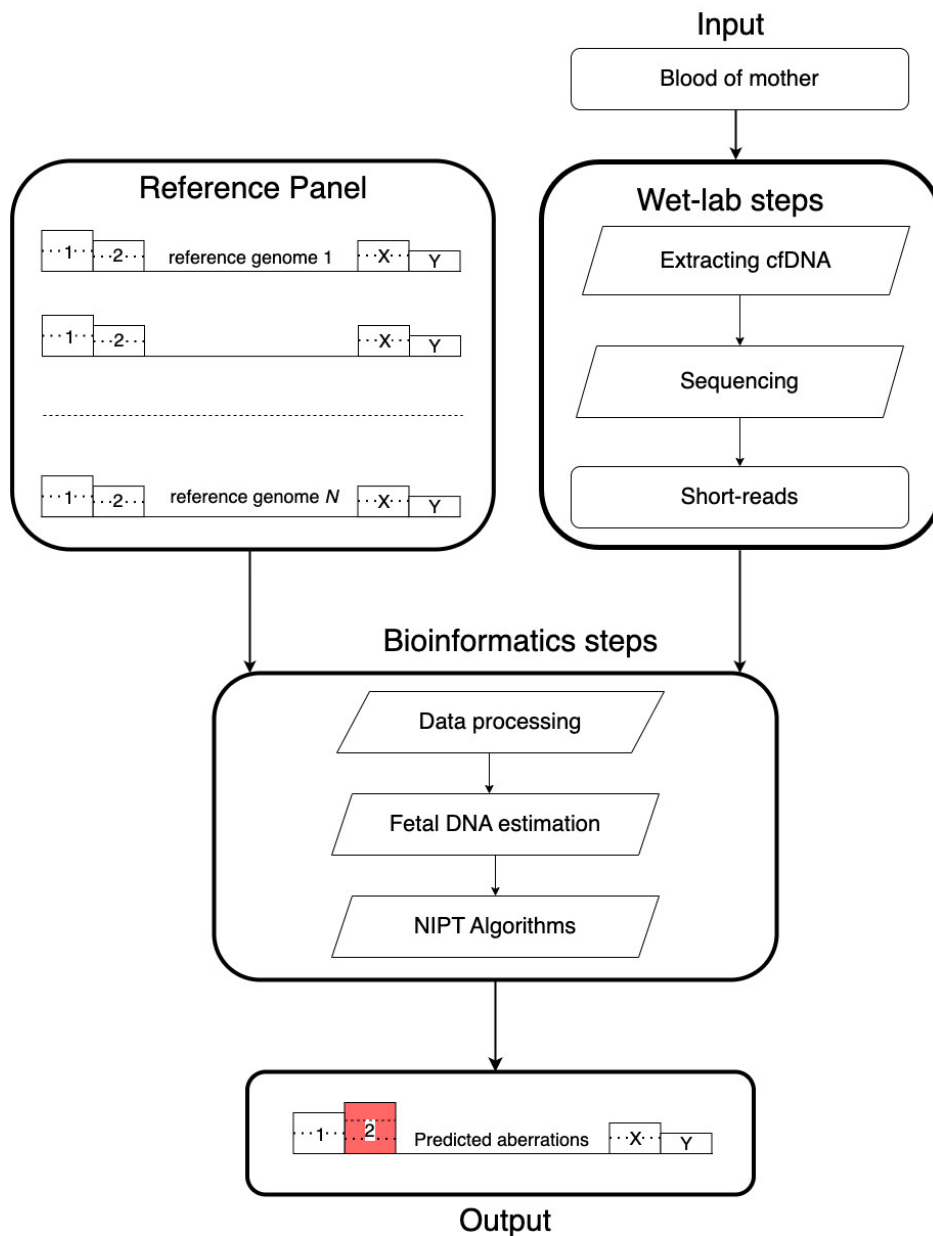 Input
Blood of mother
Reference Panel
1 2 reference genome 1 X Y
1 2 X Y
1 2 reference genome N X Y
Wet-lab steps
Extracting cfDNA
Sequencing
Short-reads
Bioinformatics steps
Data processing
Fetal DNA estimation
NIPT Algorithms
1 2 Predicted aberrations X Y
Output